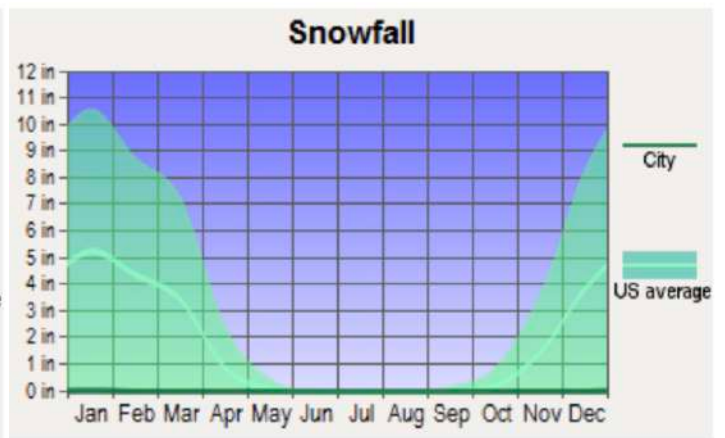 Snowfall
12 in
11 in
10 in
9 in
8 in
7 in
6 in
5 in
4 in
3 in
2 in
1 in
0 in
Jan Feb Mar Apr May Jun Jul Aug Sep Oct Nov Dec
City
US average